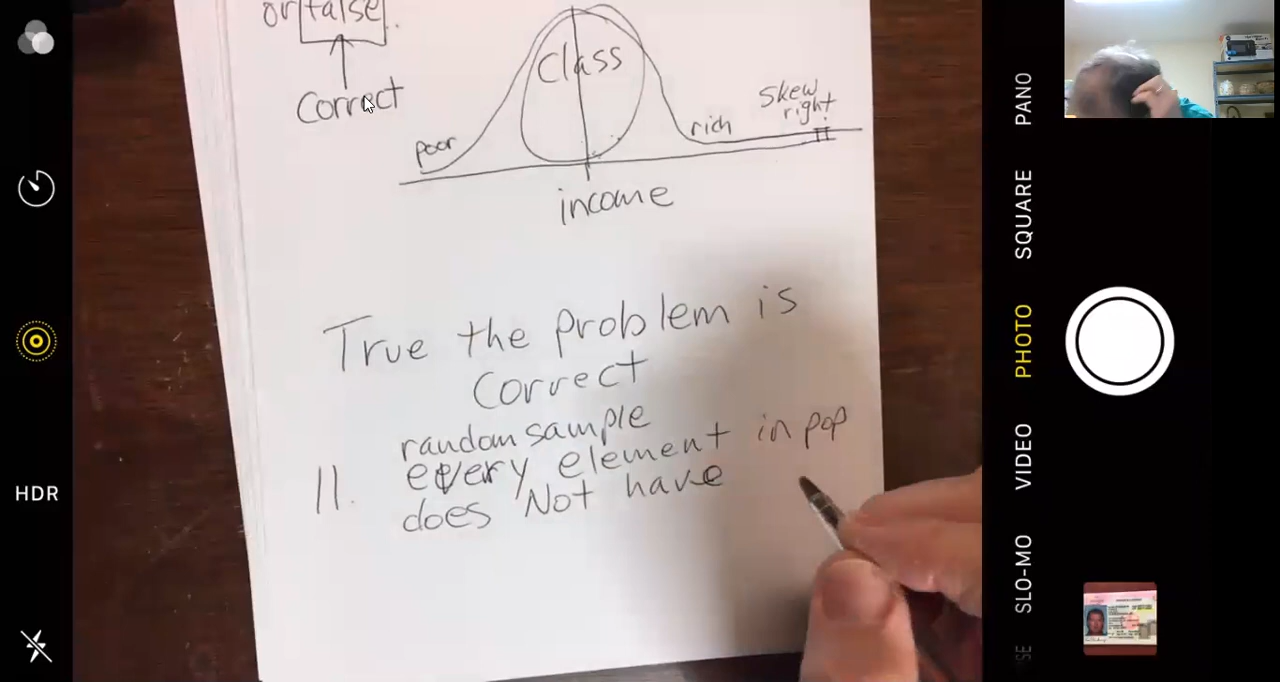 or false.
Correct
class
poor
rich
skew
right
income
True the problem is
Correct
random sample
11. every element in pop
does Not have
HDR
PANO
SQUARE
PHOTO
VIDEO
SLO-MO
SE